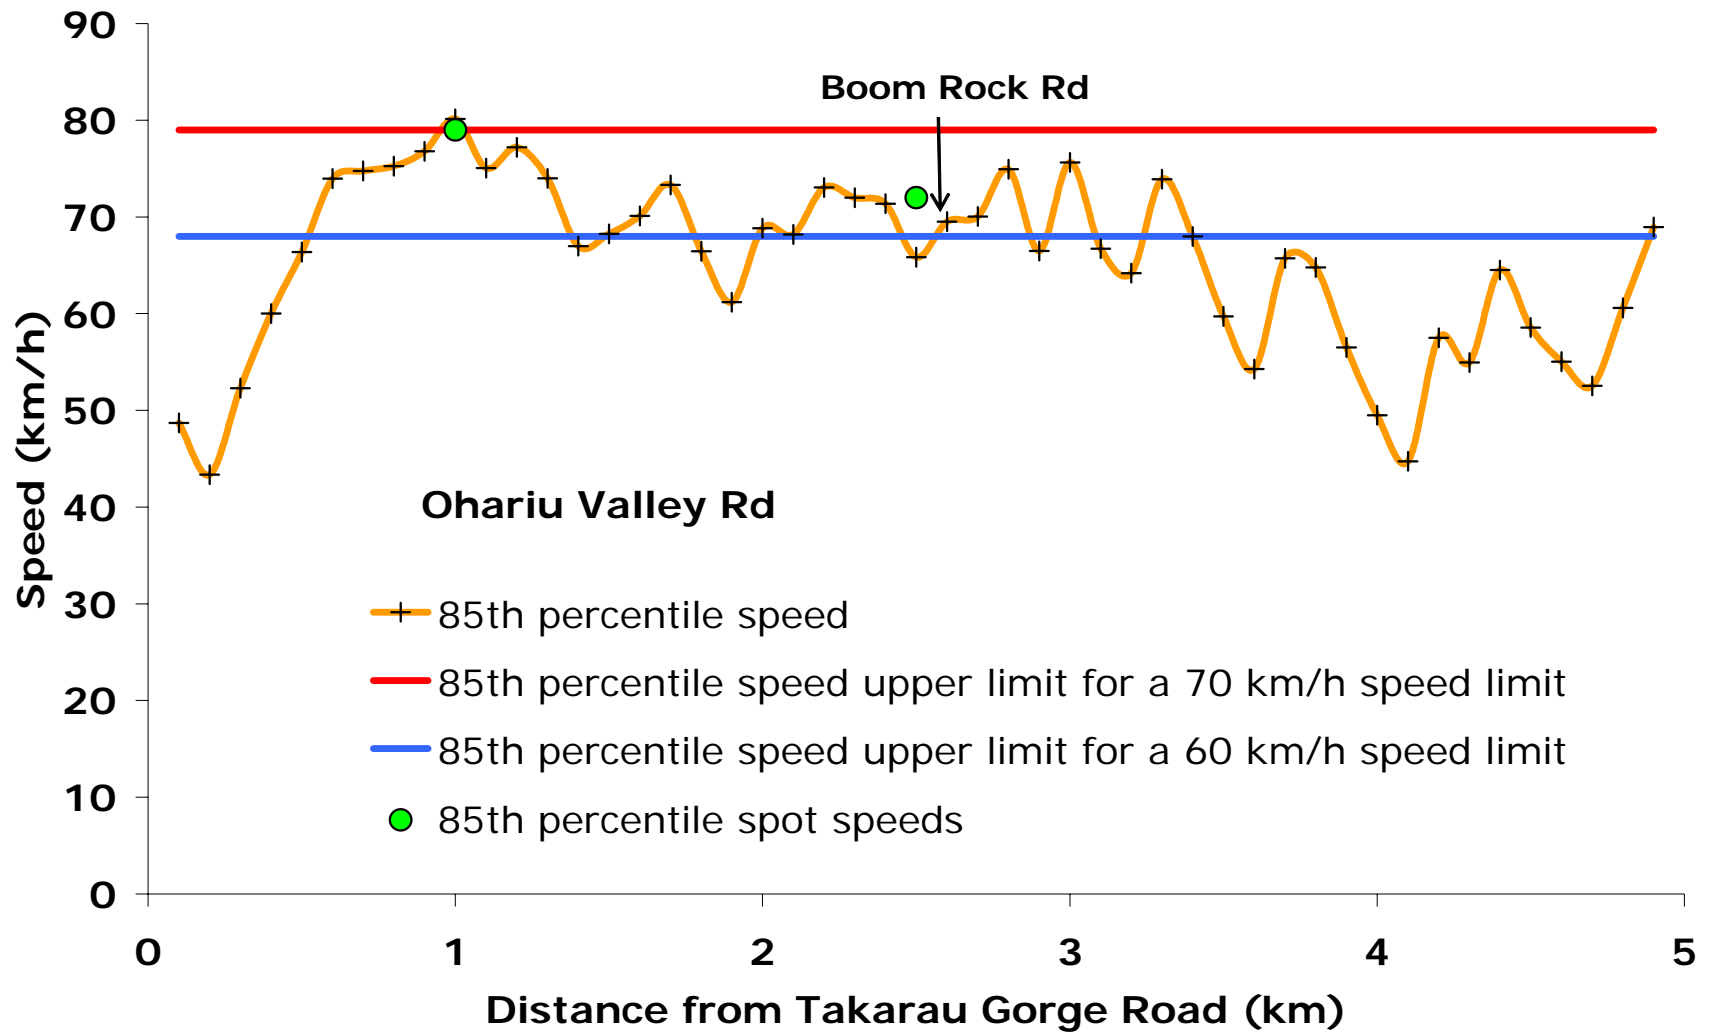 90
80
70
60
50
40
30
20
10
0
Speed (km/h)
Boom Rock Rd
Ohariu Valley Rd
85th percentile speed
85th percentile speed upper limit for a 70 km/h speed limit
85th percentile speed upper limit for a 60 km/h speed limit
85th percentile spot speeds
0 1 2 3 4 5
Distance from Takarau Gorge Road (km)